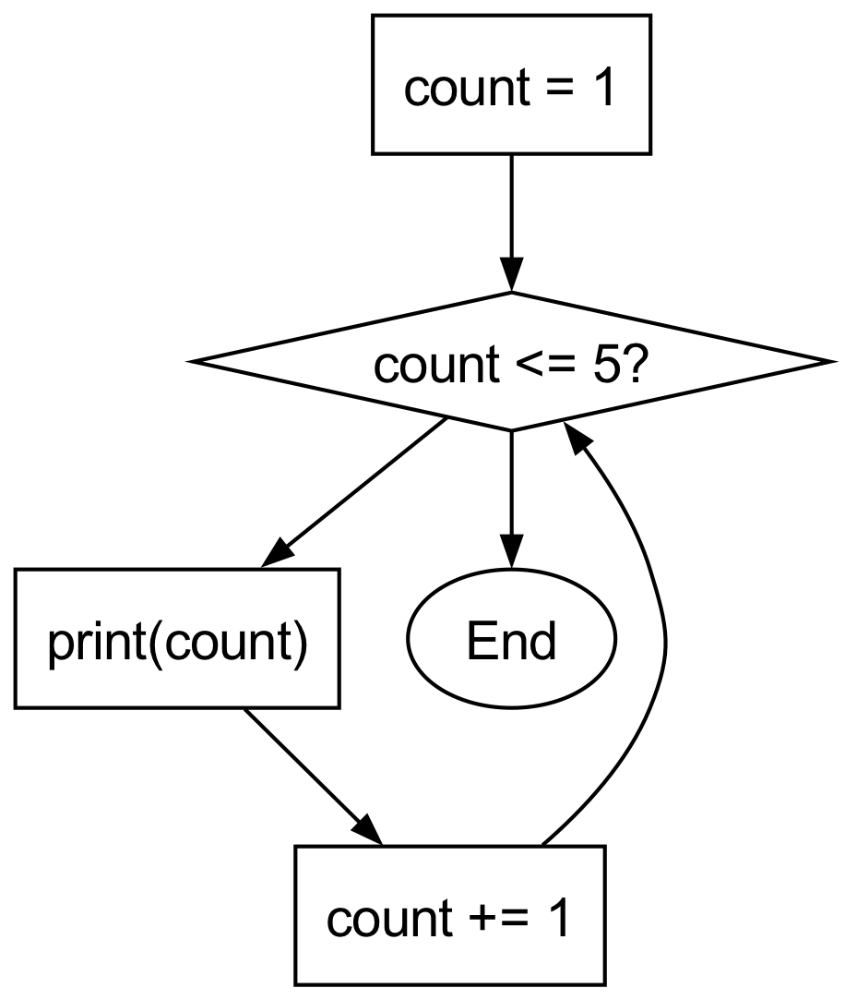 count = 1
count <= 5?
print(count)
End
count += 1